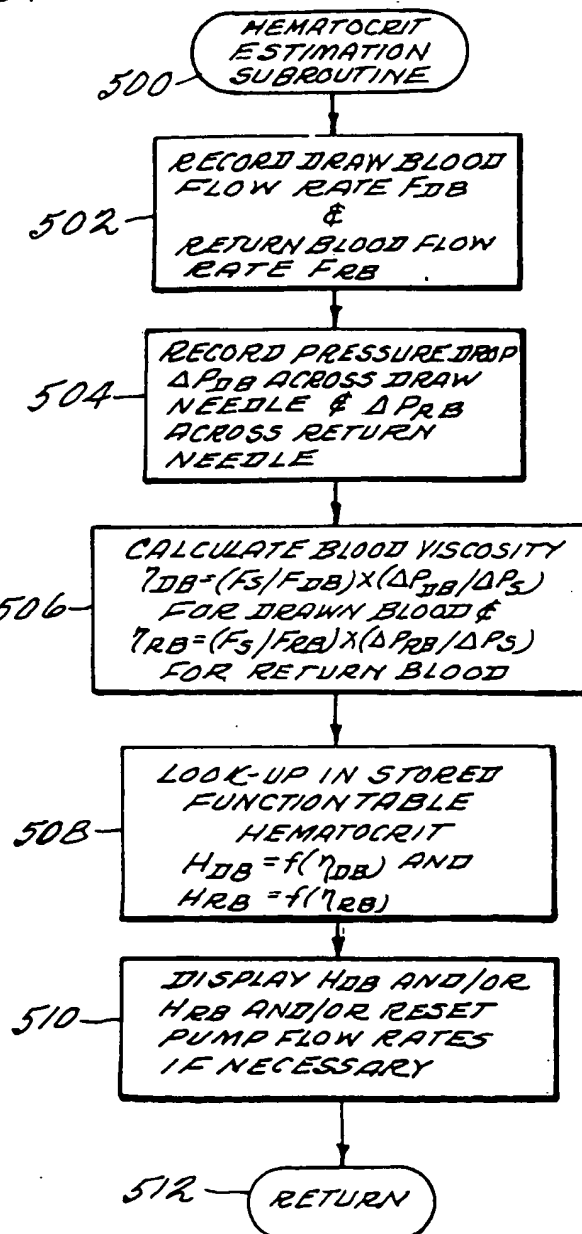 HEMATOCRIT
ESTIMATION
SUBROUTINE
500
RECORD DRAW BLOOD
FLOW RATE FDB
&
RETURN BLOOD FLOW
RATE FRB
502
RECORD PRESSURE DROP
ΔPDB ACROSS DRAW
NEEDLE & ΔPRB
ACROSS RETURN
NEEDLE
504
CALCULATE BLOOD VISCOSITY
ηDB=(FS/FDB)X(ΔPDB/ΔPS)
FOR DRAWN BLOOD &
ηRB=(FS/FRB)X(ΔPRB/ΔPS)
FOR RETURN BLOOD
506
LOOK-UP IN STORED
FUNCTION TABLE
HEMATOCRIT
HDB=f(ηDB) AND
HRB=f(ηRB)
508
DISPLAY HDB AND/OR
HRB AND/OR RESET
PUMP FLOW RATES
IF NECESSARY
510
512
RETURN